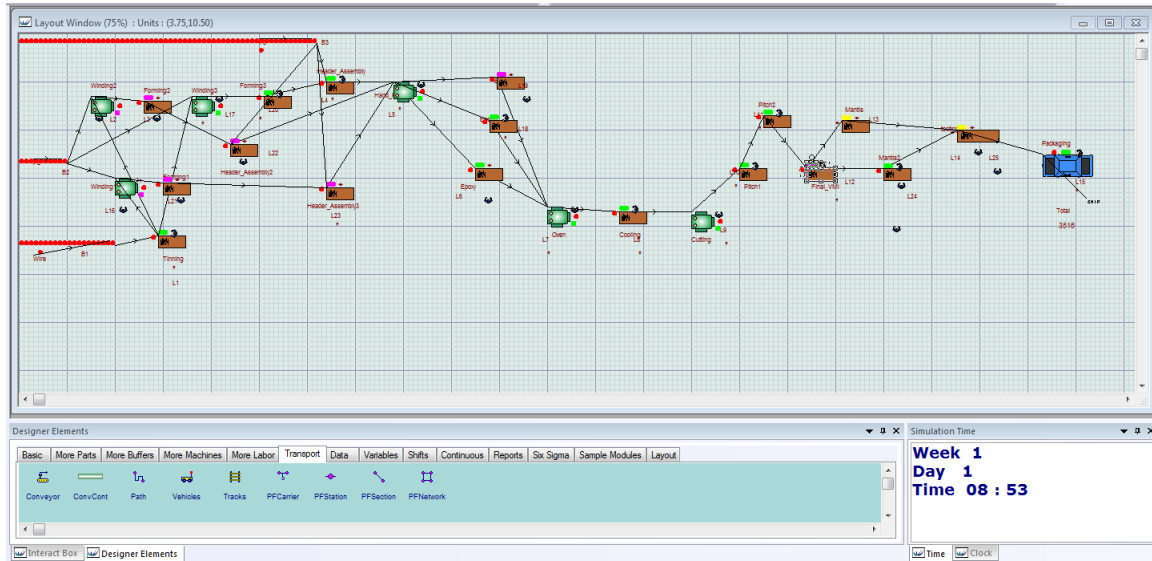 Layout Window (75%) : Units : (3.75,10.50)
B3
Header_Assembly
Winding2
Forming2
Winding3
Forming3
L4
L19
L2
L3
L17
L5
Pitch2
Mantis
L13
L18
L22
Header_Assembly2
L14
L25
Packaging
B2
Winding
Forming1
L21
Mantis2
L16
Header_Assembly3
L23
Epoxy
L6
Pitch1
Final_VMI
L12
L24
L15
SHIP
Total
3516
Wire
B1
Tinning
L1
Oven
L7
Cooling
L8
Cutting
L9
Designer Elements
Basic More Parts More Buffers More Machines More Labor Transport Data Variables Shifts Continuous Reports Six Sigma Sample Modules Layout
Conveyor ConvCont Path Vehicles Tracks PFCarrier PFStation PFSection PFNetwork
Interact Box Designer Elements
Simulation Time
Week 1
Day 1
Time 08 : 53
Time Clock